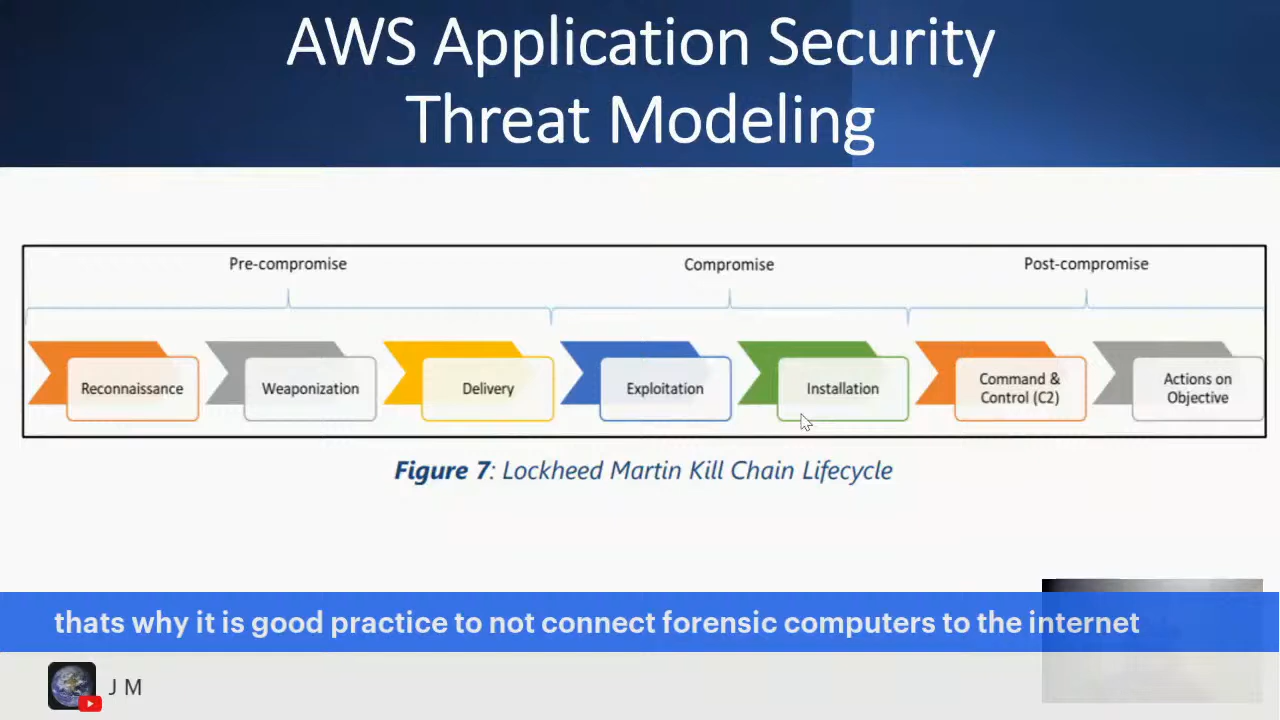 AWS Application Security
Threat Modeling
Pre-compromise
Compromise
Post-compromise
Reconnaissance
Weaponization
Delivery
Exploitation
Installation
Command &
Control (C2)
Actions on
Objective
Figure 7: Lockheed Martin Kill Chain Lifecycle
thats why it is good practice to not connect forensic computers to the internet
J M